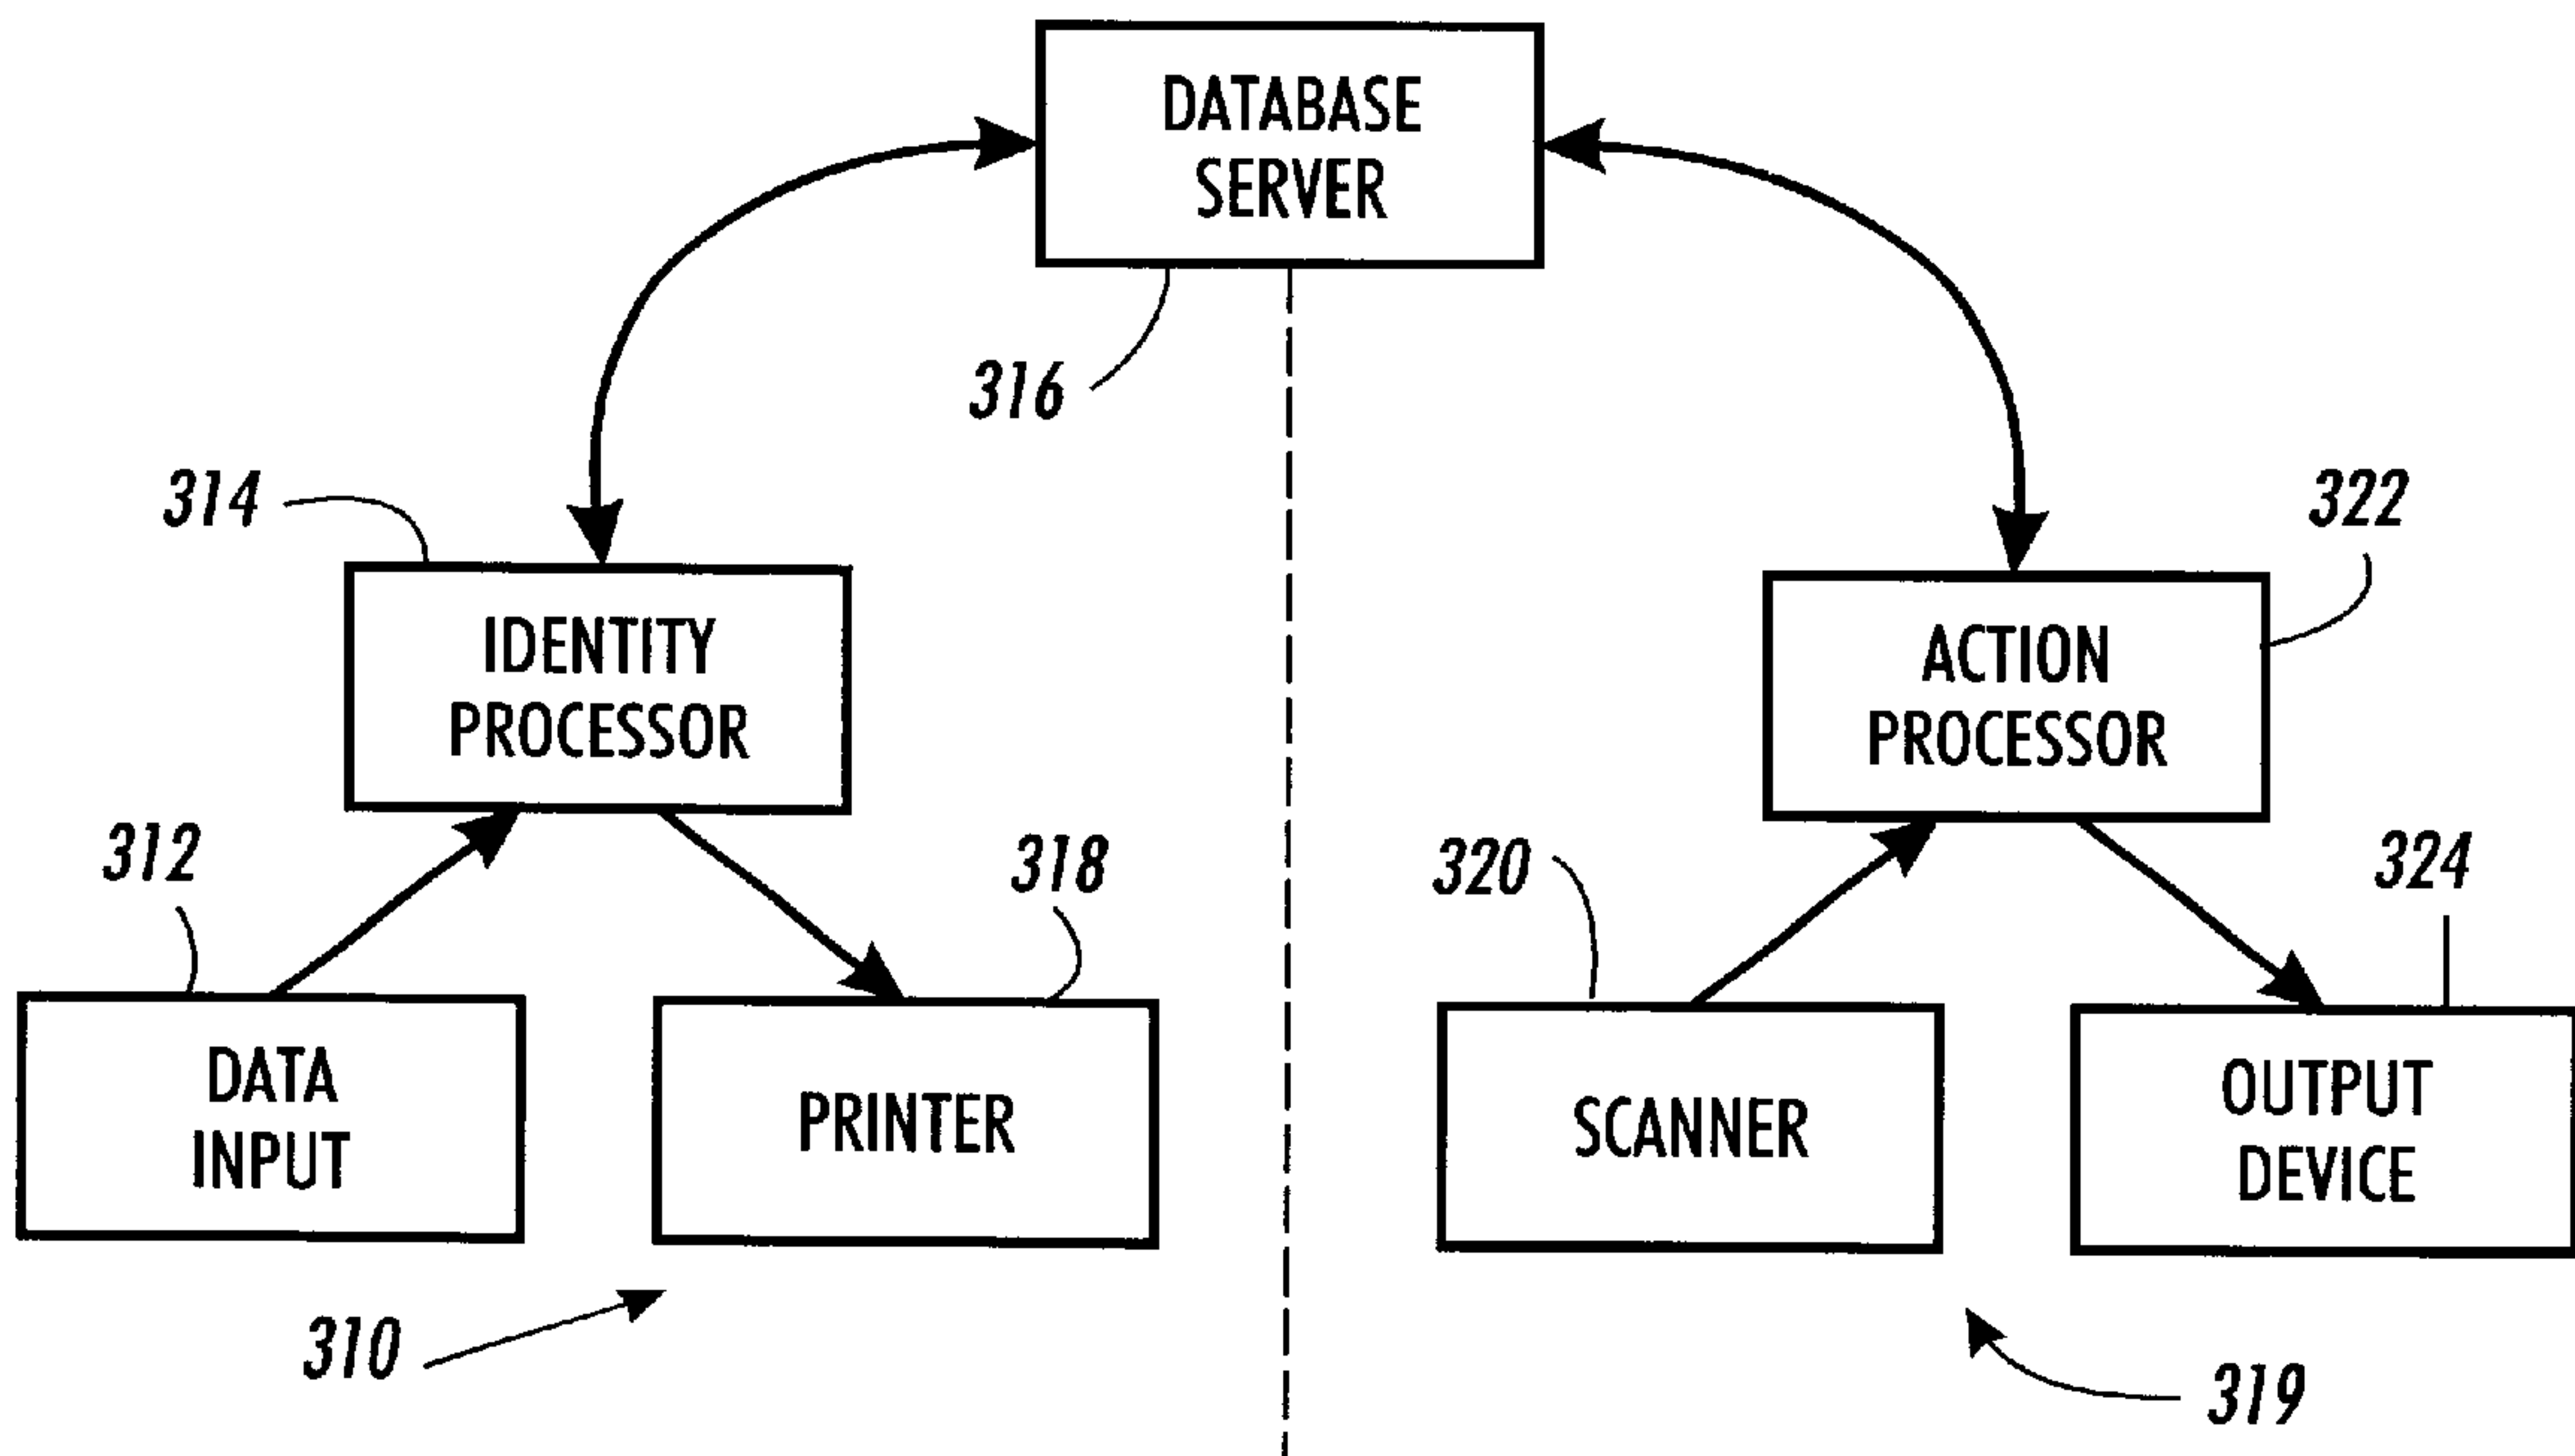 DATABASE
SERVER
316
314
322
IDENTITY
PROCESSOR
ACTION
PROCESSOR
312
318
320
324
DATA
INPUT
PRINTER
SCANNER
OUTPUT
DEVICE
310
319